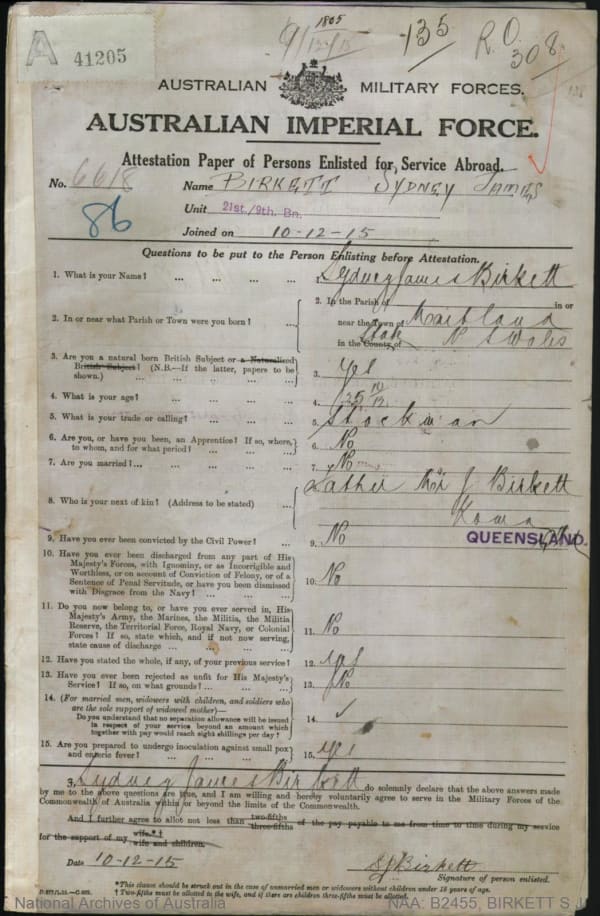 A 41205
1805
135
R.O.
308
AUSTRALIAN MILITARY FORCES.
AUSTRALIAN IMPERIAL FORCE.
Attestation Paper of Persons Enlisted for Service Abroad.
No. 6618 Name BIRKETT SYDNEY JAMES
86
Unit 21st./9th. Bn.
Joined on 10-12-15
Questions to be put to the Person Enlisting before Attestation.
1. What is your Name? ... ... ... ... 1. Sydney James Birkett
2. In or near what Parish or Town were you born? ... 2. In the Parish of in or
near the Town of Maitland
in the County of State N S Wales
3. Are you a natural born British Subject or a Naturalized
British Subject? (N.B.—If the latter, papers to be
shown.) ... ... ... ... ... 3. Yes
4. What is your age? ... ... ... ... 4. 35 10/12
5. What is your trade or calling? ... ... ... 5. Stockman
6. Are you, or have you been, an Apprentice? If so, where,
to whom, and for what period? ... ... ... 6. No
7. Are you married?... ... ... ... ... 7. No
8. Who is your next of kin? (Address to be stated) ... 8. Father Mr J Birkett
Roma
QUEENSLAND.
9. Have you ever been convicted by the Civil Power? ... 9. No
10. Have you ever been discharged from any part of His
Majesty's Forces, with Ignominy, or as Incorrigible and
Worthless, or on account of Conviction of Felony, or of a
Sentence of Penal Servitude, or have you been dismissed
with Disgrace from the Navy? ... ... ... 10. No
11. Do you now belong to, or have you ever served in, His
Majesty's Army, the Marines, the Militia, the Militia
Reserve, the Territorial Force, Royal Navy, or Colonial
Forces? If so, state which, and if not now serving,
state cause of discharge ... ... ... ... 11. No
12. Have you stated the whole, if any, of your previous service? 12. Yes
13. Have you ever been rejected as unfit for His Majesty's
Service? If so, on what grounds? ... ... ... 13. No
14. (For married men, widowers with children, and soldiers who
are the sole support of widowed mother)—
Do you understand that no separation allowance will be issued
in respect of your service beyond an amount which
together with pay would reach eight shillings per day? 14. ✓
15. Are you prepared to undergo inoculation against small pox
and enteric fever? ... ... ... ... 15. Yes
I, Sydney James Birkett do solemnly declare that the above answers made
by me to the above questions are true, and I am willing and hereby voluntarily agree to serve in the Military Forces of the
Commonwealth of Australia within or beyond the limits of the Commonwealth.
And I further agree to allot not less than two-fifths three-fifths of the pay payable to me from time to time during my service
for the support of my wife.*† wife and children.
Date 10-12-15 S J Birkett
Signature of person enlisted.
*This clause should be struck out in the case of unmarried men or widowers without children under 18 years of age.
†Two-fifths must be allotted to the wife, and if there are children three-fifths must be allotted.
National Archives of Australia NAA: B2455, BIRKETT S J